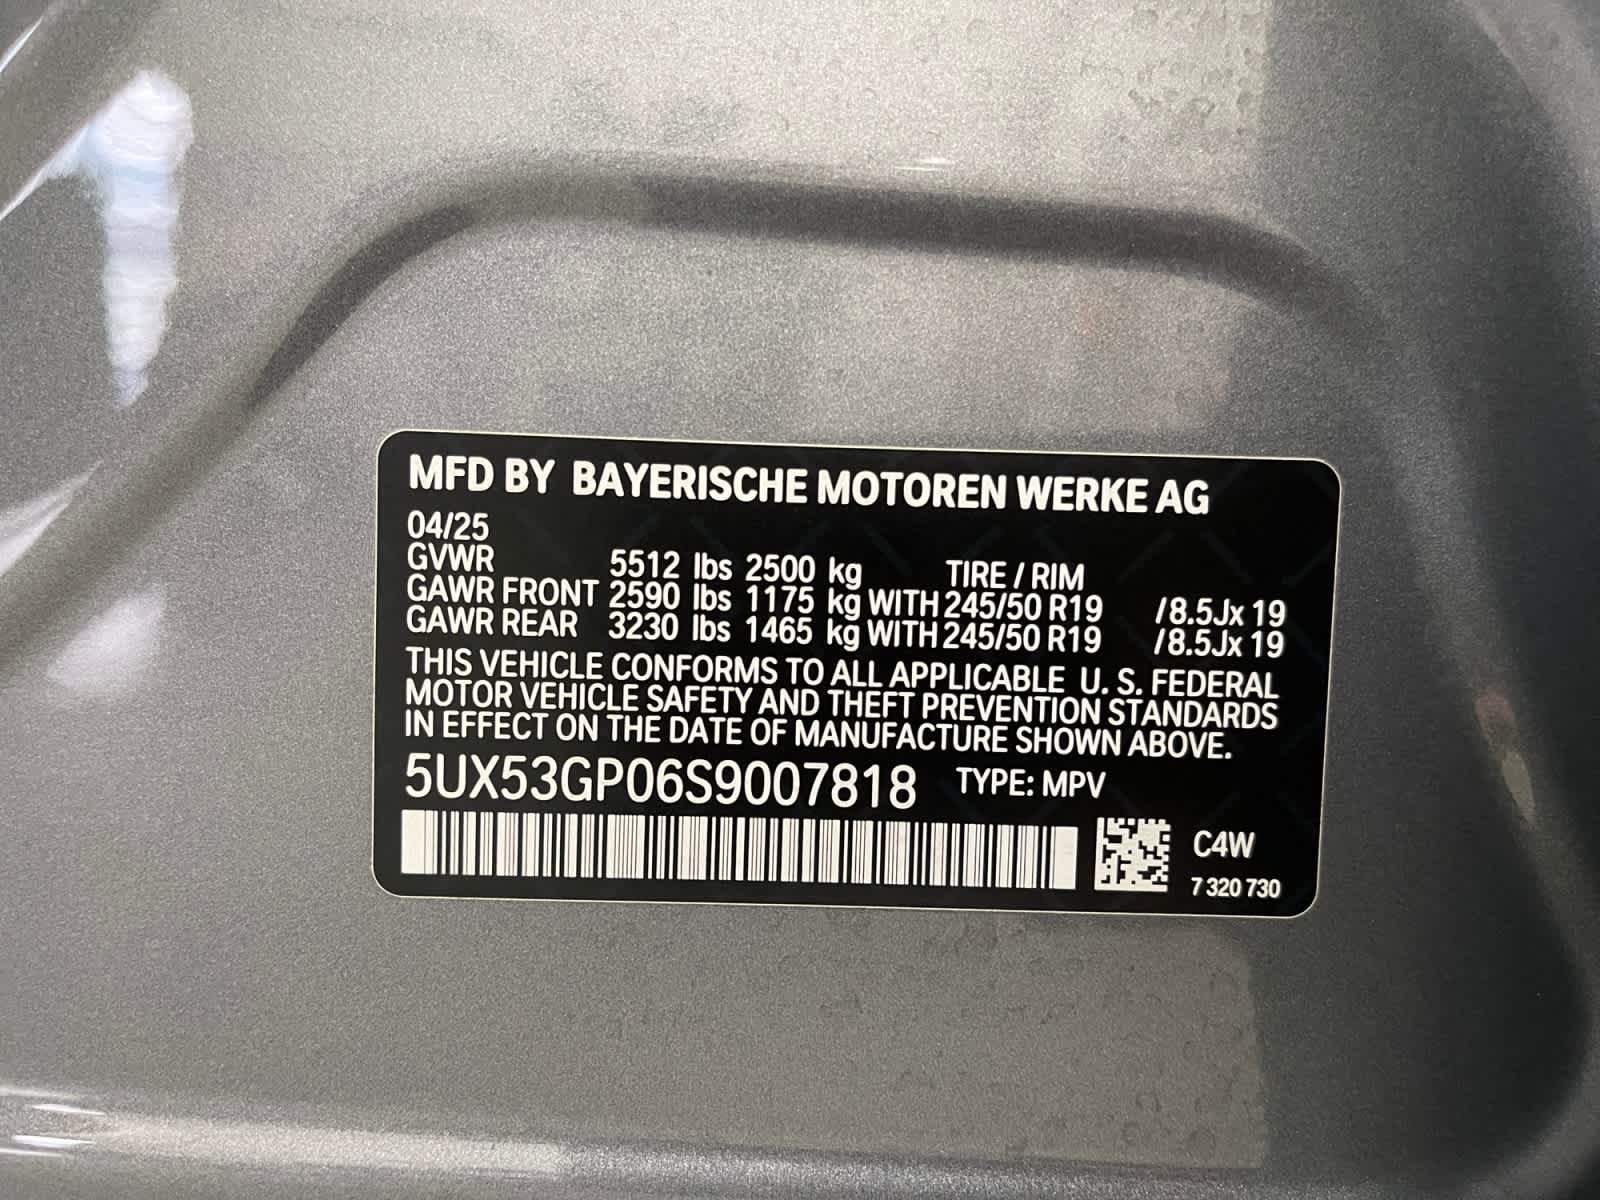 MFD BY BAYERISCHE MOTOREN WERKE AG
04/25
GVWR 5512 lbs 2500 kg TIRE / RIM
GAWR FRONT 2590 lbs 1175 kg WITH 245/50 R19 /8.5Jx 19
GAWR REAR 3230 lbs 1465 kg WITH 245/50 R19 /8.5Jx 19
THIS VEHICLE CONFORMS TO ALL APPLICABLE U. S. FEDERAL
MOTOR VEHICLE SAFETY AND THEFT PREVENTION STANDARDS
IN EFFECT ON THE DATE OF MANUFACTURE SHOWN ABOVE.
5UX53GP06S9007818 TYPE: MPV
C4W
7 320 730